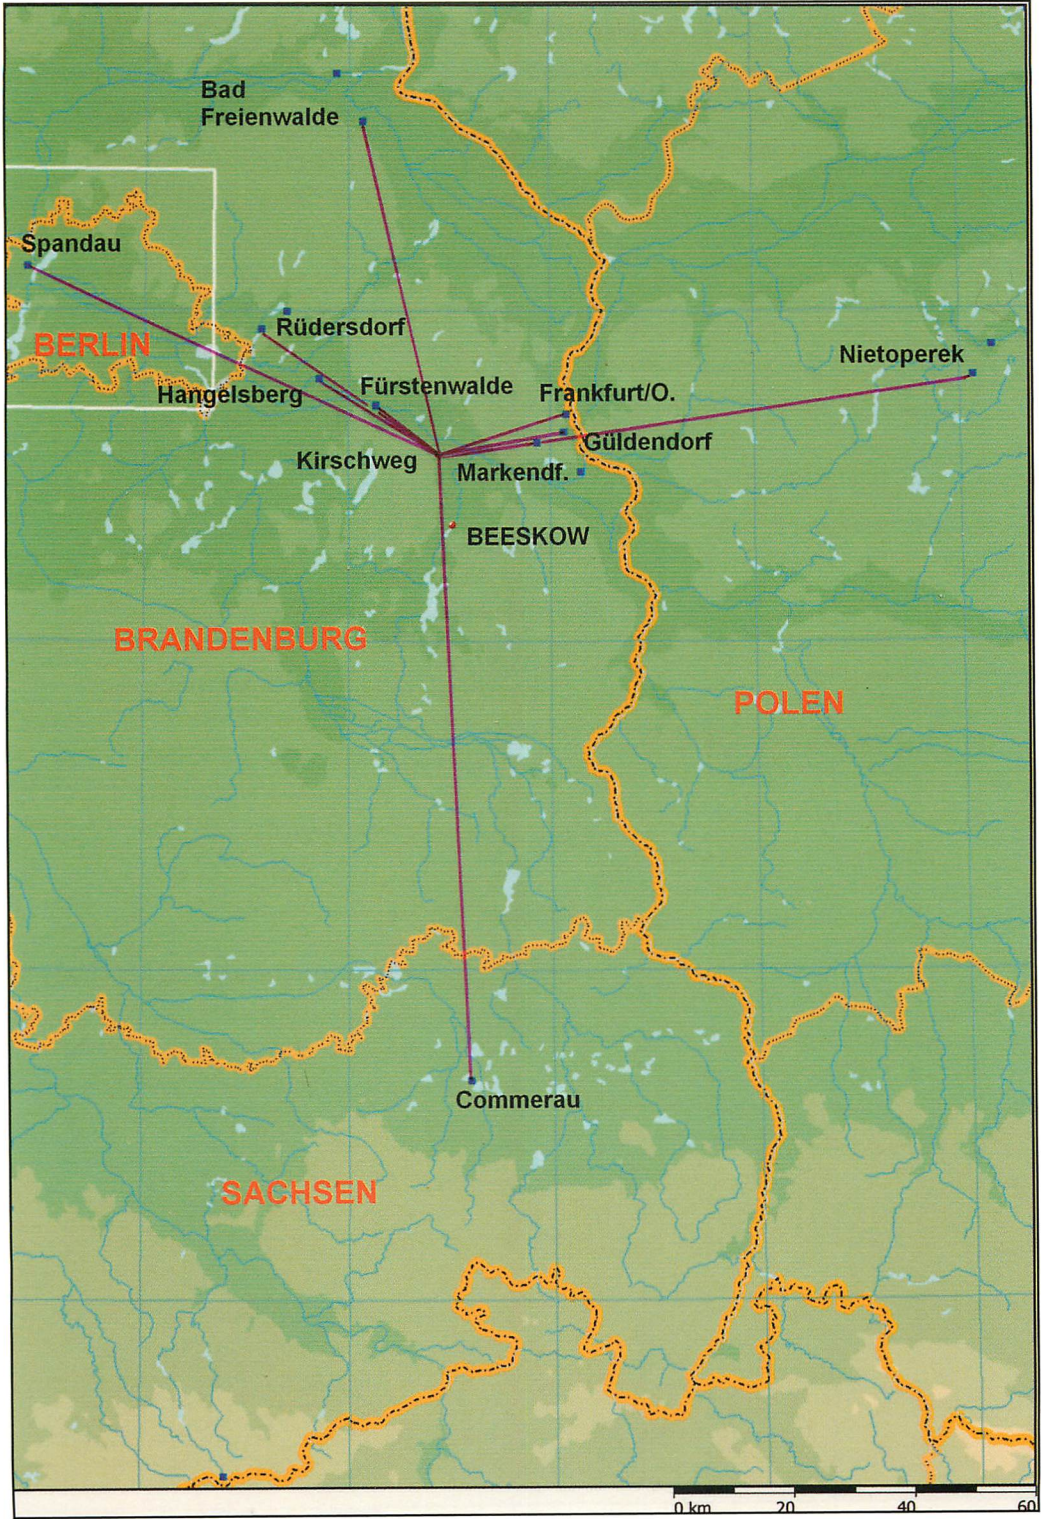 Bad
Freienwalde
Spandau
BERLIN
Rüdersdorf
Nietoperek
Hangelsberg
Fürstenwalde
Frankfurt/O.
Güldendorf
Kirschweg
Markendf.
BEESKOW
BRANDENBURG
POLEN
Commerau
SACHSEN
0 km 20 40 60